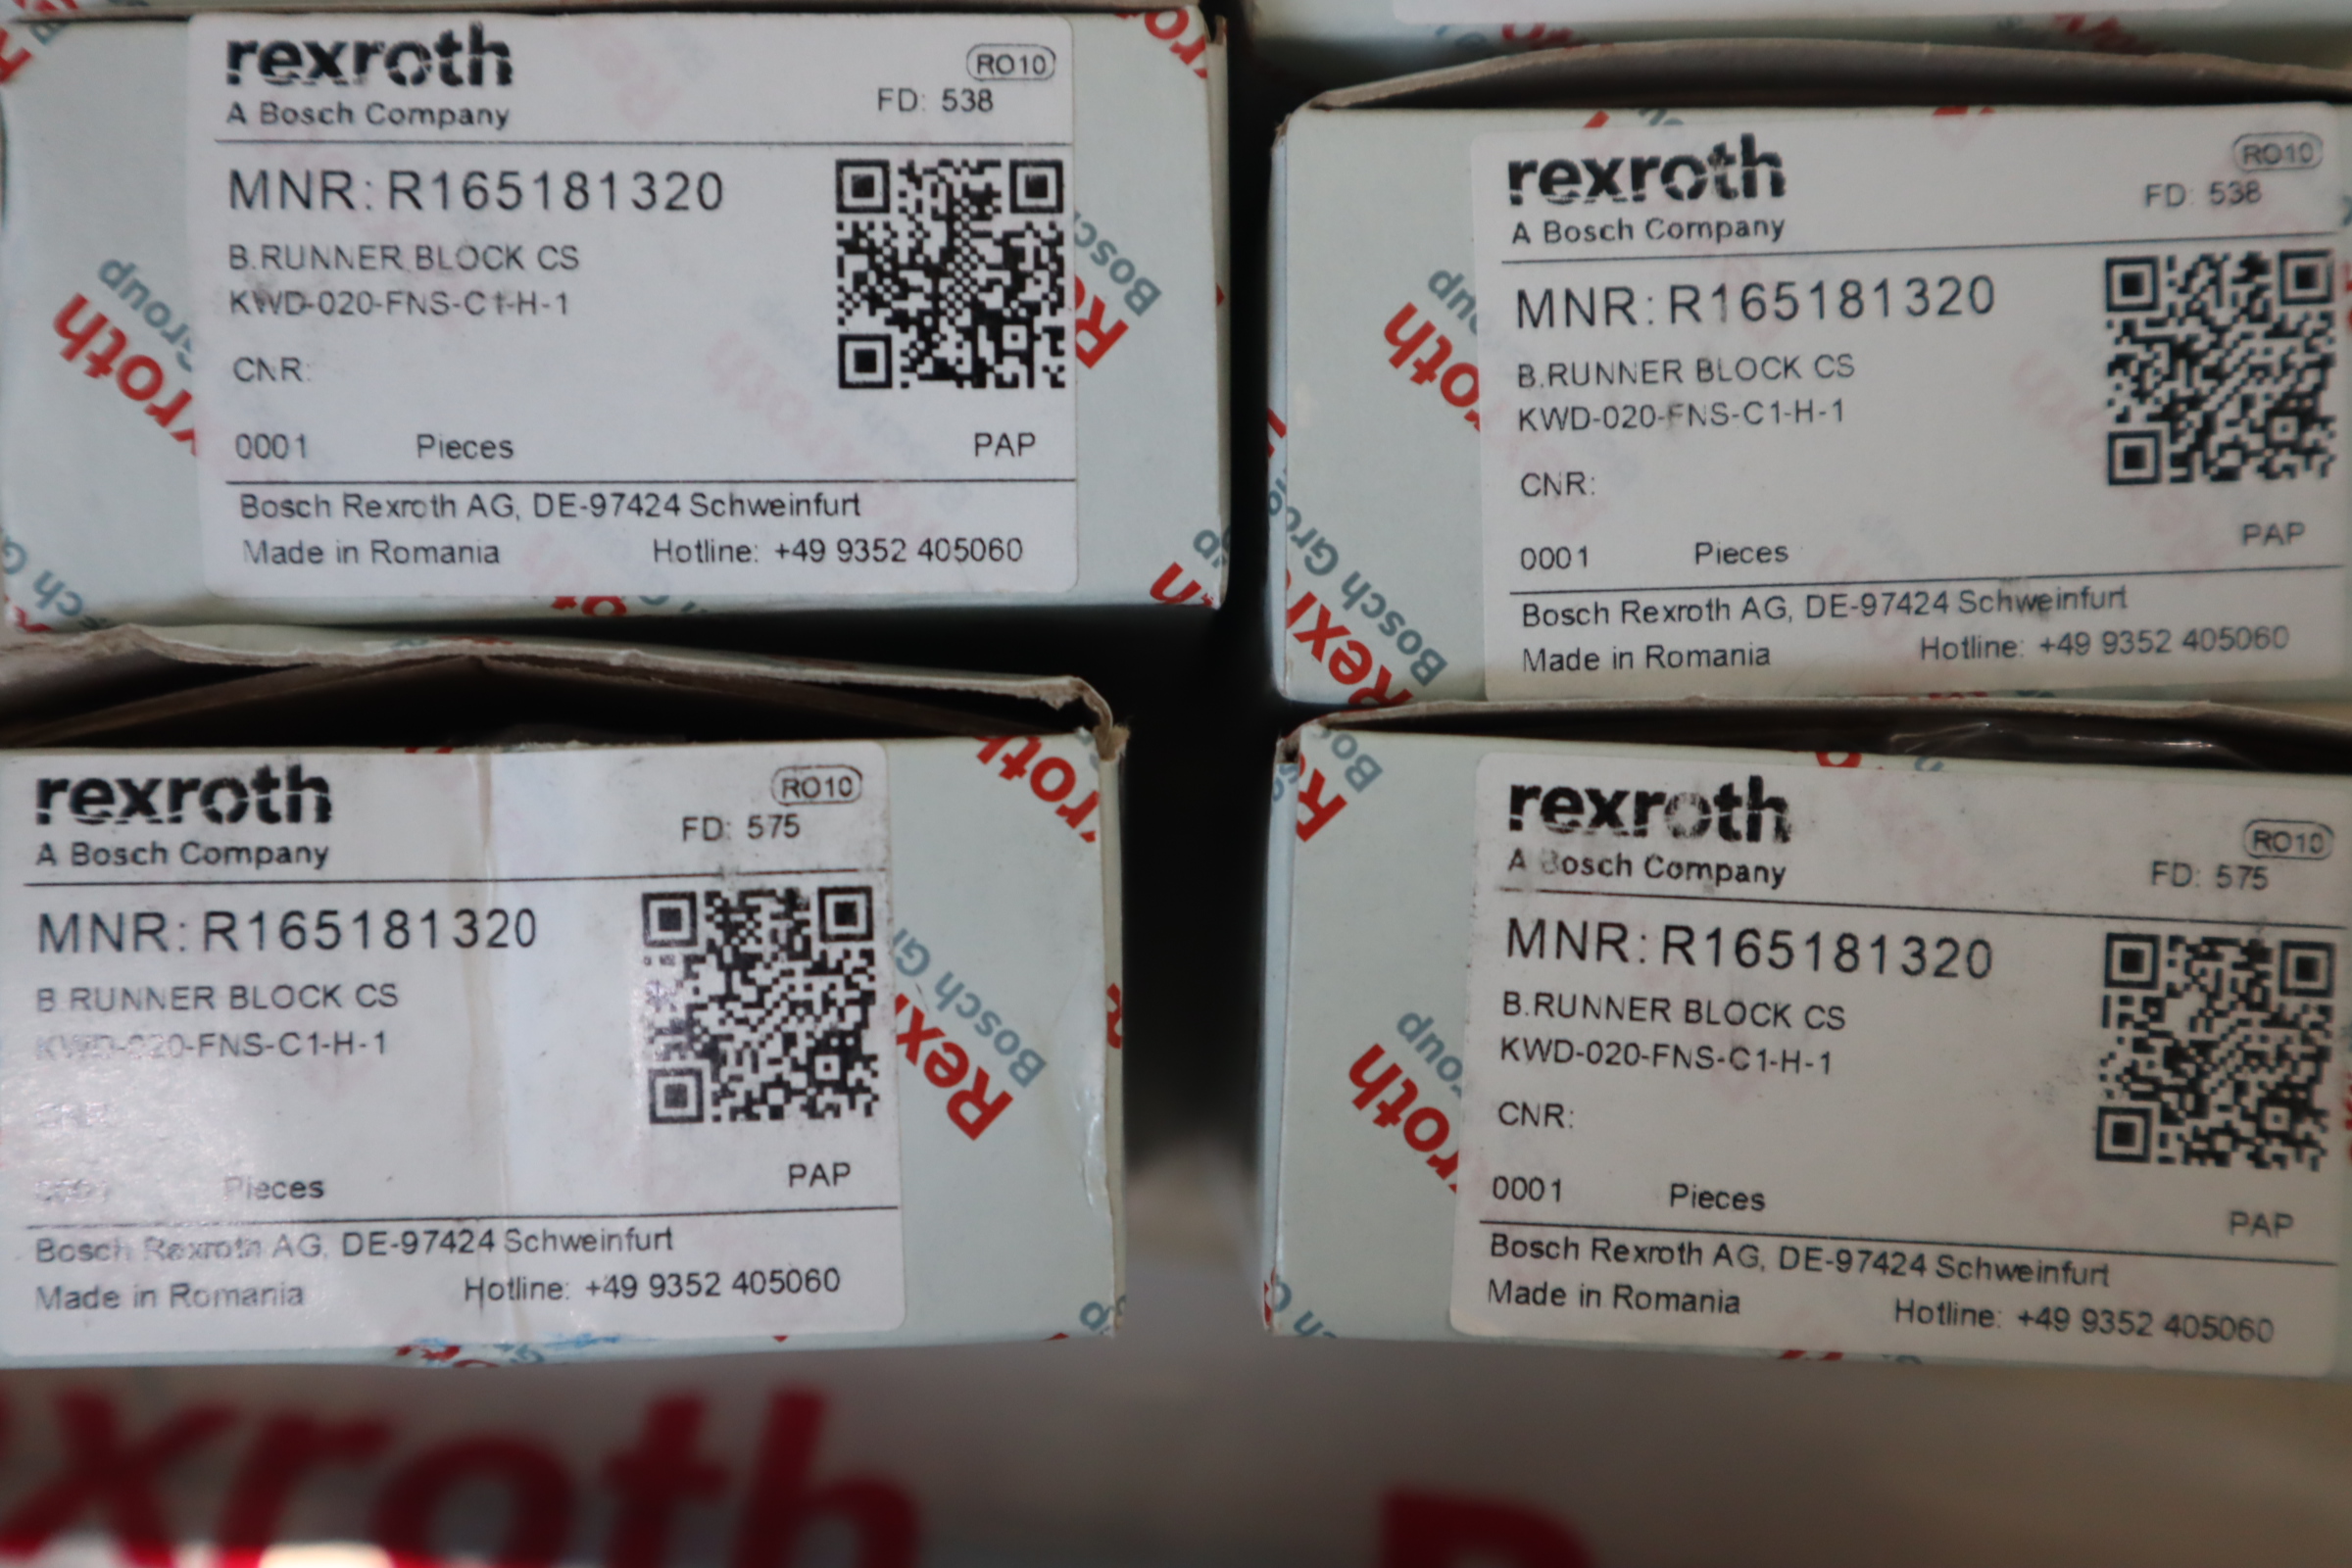 rexroth
A Bosch Company
RO10
FD: 538
MNR: R165181320
B.RUNNER BLOCK CS
KWD-020-FNS-C1-H-1
CNR:
0001 Pieces PAP
Bosch Rexroth AG, DE-97424 Schweinfurt
Made in Romania Hotline: +49 9352 405060
rexroth
A Bosch Company
RO10
FD: 538
MNR: R165181320
B.RUNNER BLOCK CS
KWD-020-FNS-C1-H-1
CNR:
0001 Pieces PAP
Bosch Rexroth AG, DE-97424 Schweinfurt
Made in Romania Hotline: +49 9352 405060
rexroth
A Bosch Company
RO10
FD: 575
MNR: R165181320
B.RUNNER BLOCK CS
KWD-020-FNS-C1-H-1
Pieces PAP
Bosch Rexroth AG, DE-97424 Schweinfurt
Made in Romania Hotline: +49 9352 405060
rexroth
A Bosch Company
RO10
FD: 575
MNR: R165181320
B.RUNNER BLOCK CS
KWD-020-FNS-C1-H-1
CNR:
0001 Pieces PAP
Bosch Rexroth AG, DE-97424 Schweinfurt
Made in Romania Hotline: +49 9352 405060
xroth